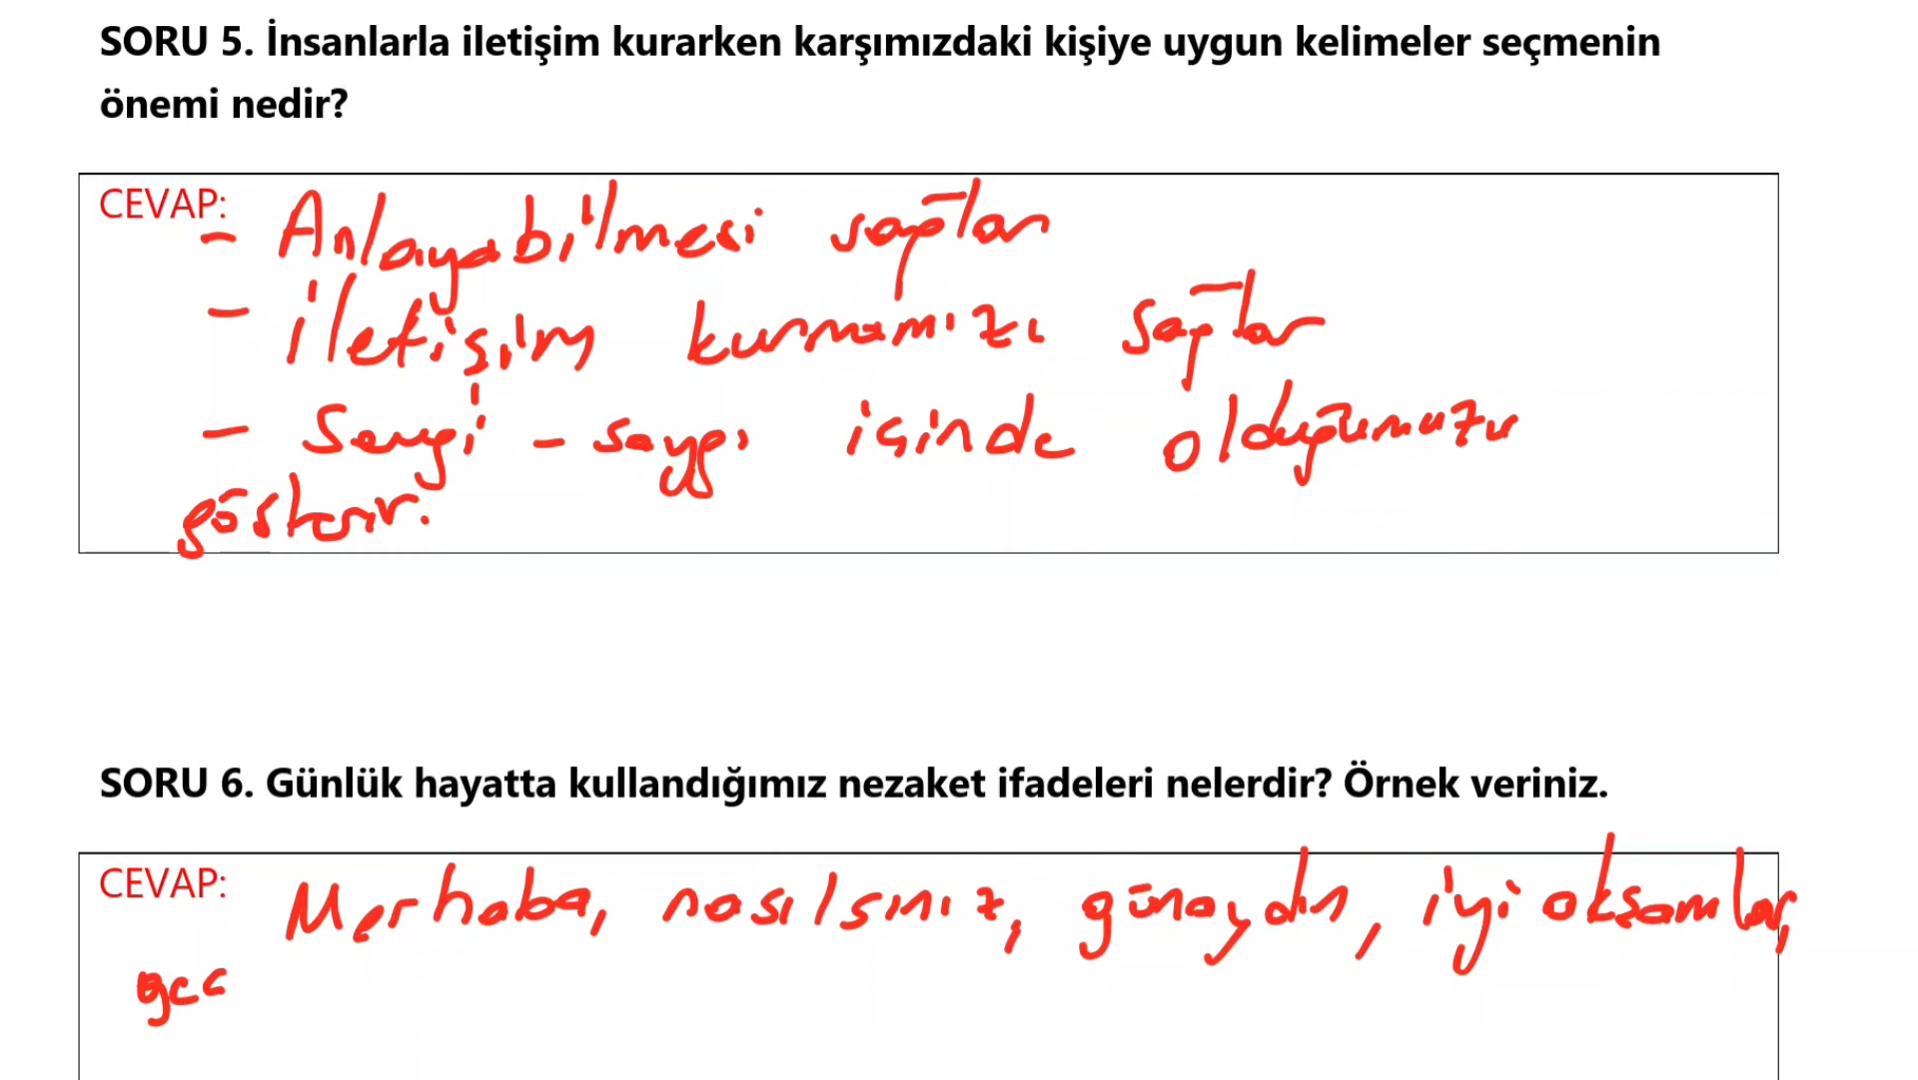 SORU 5. İnsanlarla iletişim kurarken karşımızdaki kişiye uygun kelimeler seçmenin
önemi nedir?
CEVAP:
- Anlayabilmesi sağlar
- İletişim kurmamızı sağlar
- Sevgi - saygı içinde olduğumuzu
gösterir.
SORU 6. Günlük hayatta kullandığımız nezaket ifadeleri nelerdir? Örnek veriniz.
CEVAP: Merhaba, nasılsınız, günaydın, iyi akşamlar,
gec